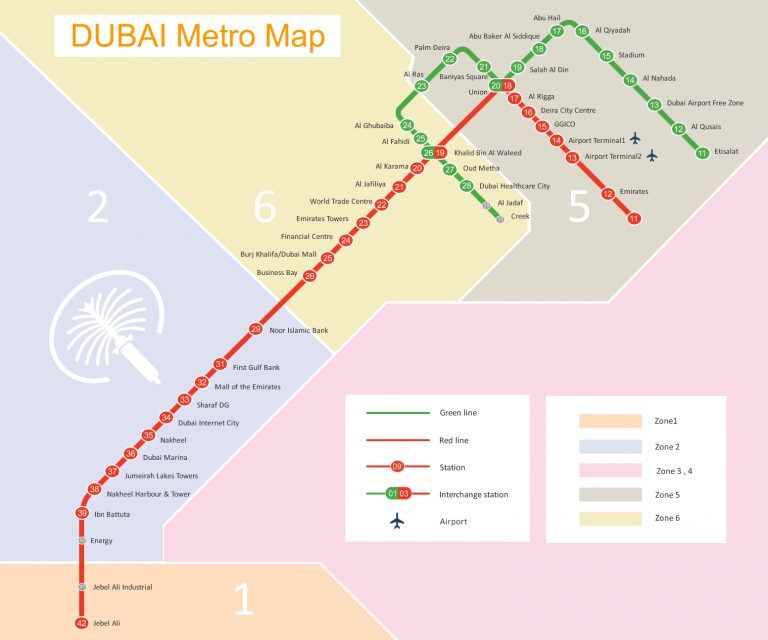 DUBAI Metro Map
Abu Hail
17
16
Al Qiyadah
Abu Baker Al Siddique
18
15
Stadium
Palm Deira
22
21
19
Salah Al Din
14
Al Nahada
Al Ras
23
Baniyas Square
Union
20 18
17
Al Rigga
13
Dubai Airport Free Zone
16
Deira City Centre
15
GGICO
12
Al Qusais
Al Ghubaiba
24
14
Airport Terminal1
11
Etisalat
Al Fahidi
25
13
Airport Terminal2
26 19
Khalid Bin Al Waleed
Al Karama
20
27
Oud Metha
Al Jafiliya
21
28
Dubai Healthcare City
12
Emirates
World Trade Centre
22
Al Jadaf
Emirates Towers
23
Creek
11
Financial Centre
24
Burj Khalifa/Dubai Mall
25
Business Bay
26
2
6
5
29
Noor Islamic Bank
31
First Gulf Bank
32
Mall of the Emirates
33
Sharaf DG
34
Dubai Internet City
35
Nakheel
36
Dubai Marina
37
Jumeirah Lakes Towers
38
Nakheel Harbour & Tower
39
Ibn Battuta
Energy
Jebel Ali Industrial
42
Jebel Ali
1
Green line
Red line
09
Station
01 03
Interchange station
Airport
Zone1
Zone 2
Zone 3 , 4
Zone 5
Zone 6